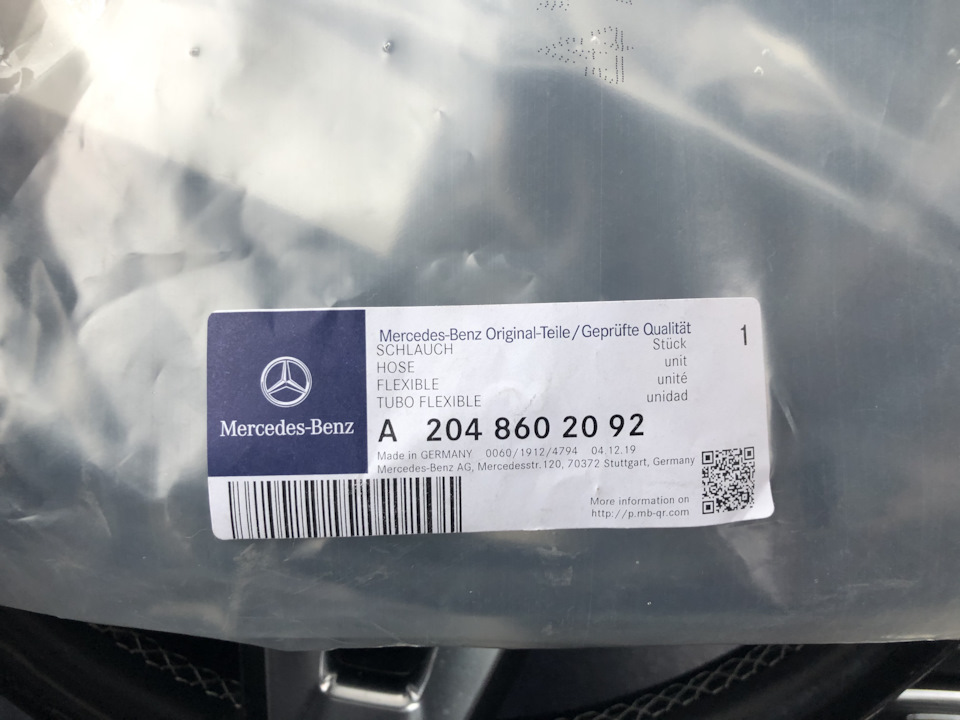 Mercedes-Benz
Mercedes-Benz Original-Teile/Geprüfte Qualität
SCHLAUCH Stück 1
HOSE unit
FLEXIBLE unité
TUBO FLEXIBLE unidad
A 204 860 20 92
Made in GERMANY 0060/1912/4794 04.12.19
Mercedes-Benz AG, Mercedesstr.120, 70372 Stuttgart, Germany
More information on
http://p.mb-qr.com